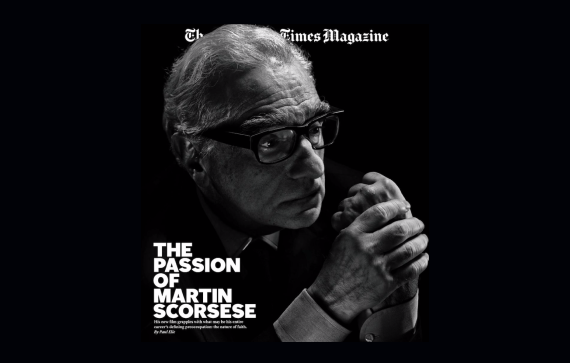 Th Times Magazine
THE
PASSION
OF
MARTIN
SCORSESE
His new film grapples with what may be his entire
career's defining preoccupation: the nature of faith.
By Paul Elie